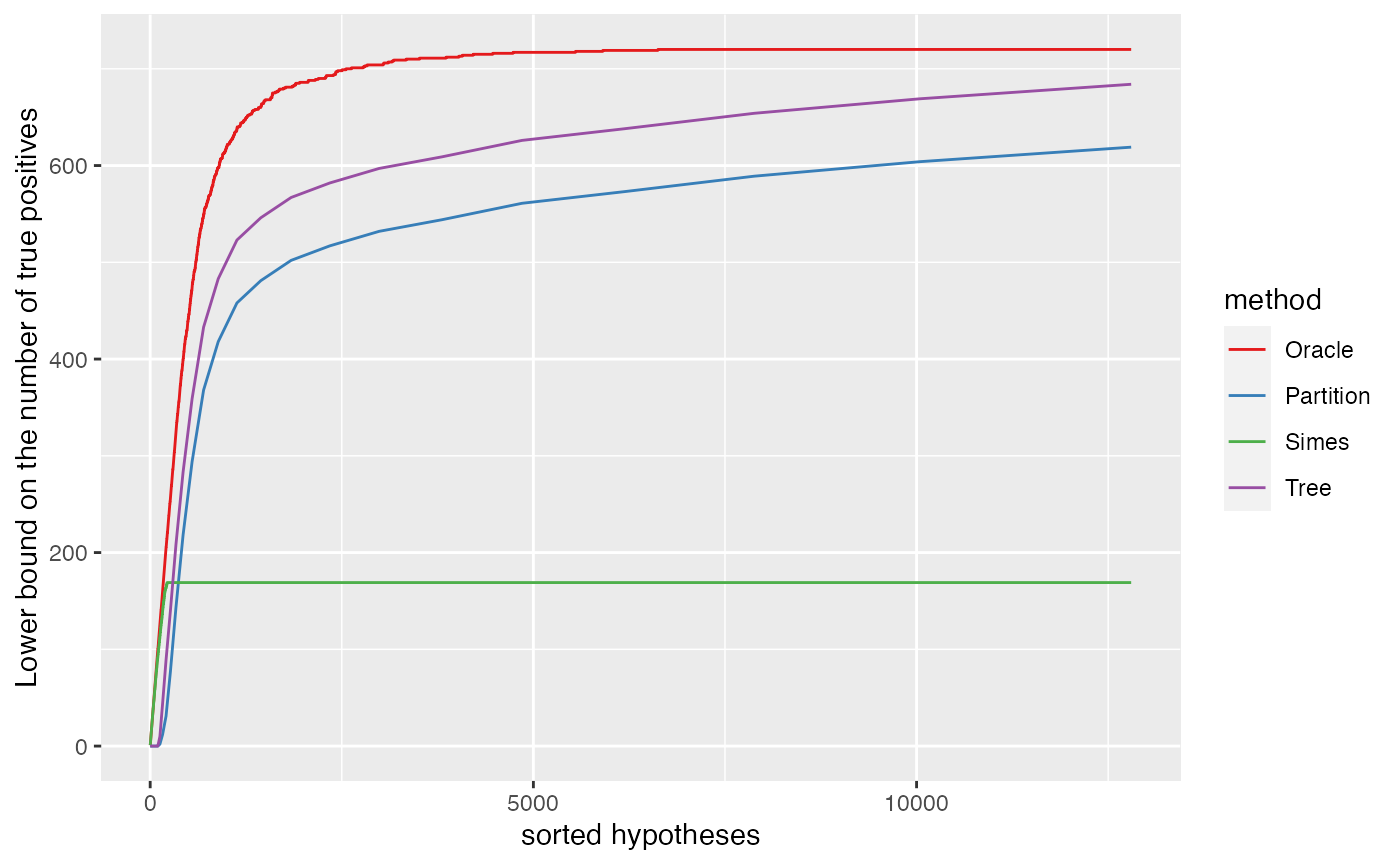 Lower bound on the number of true positives
600
400
200
0
0
5000
10000
sorted hypotheses
method
Oracle
Partition
Simes
Tree